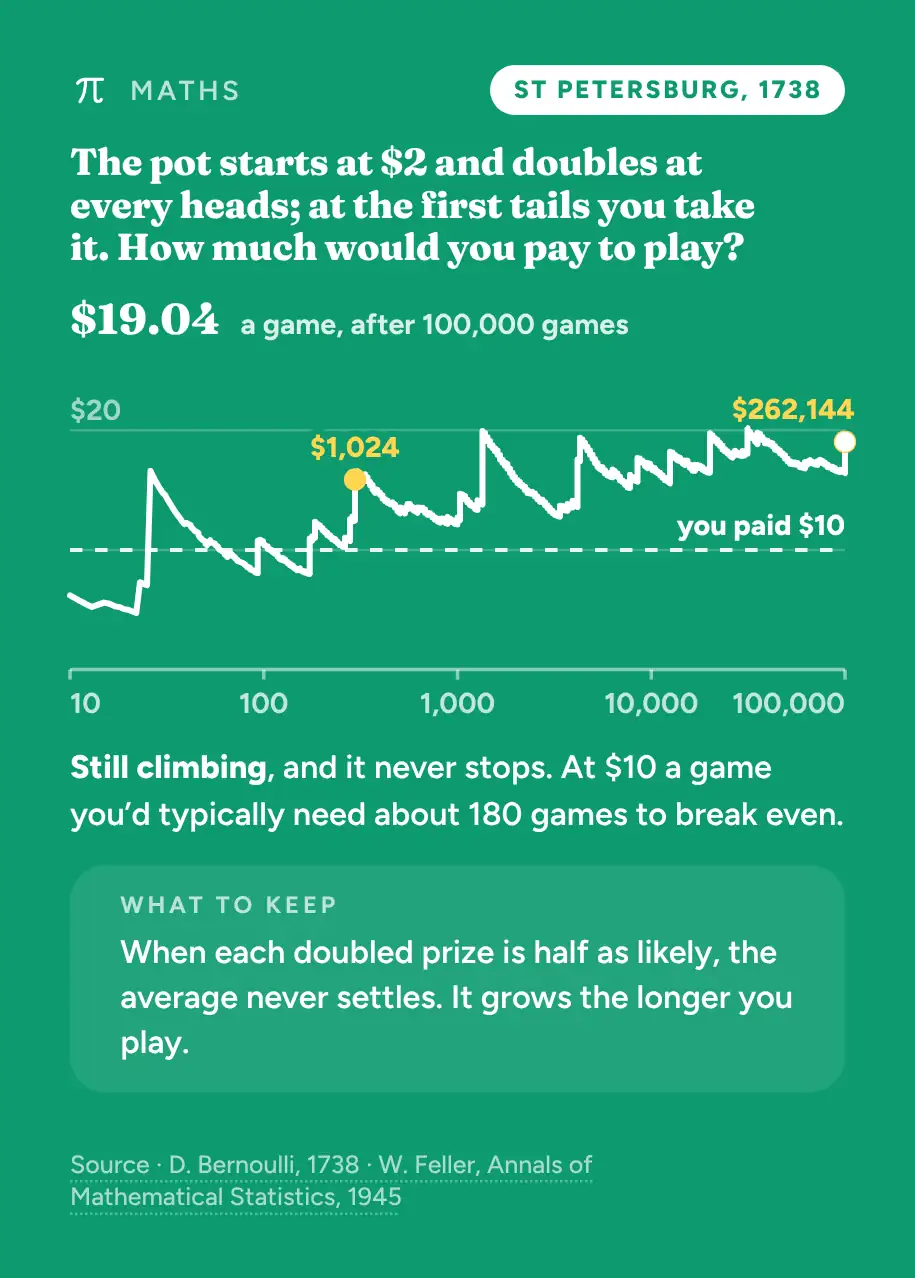 π MATHS
ST PETERSBURG, 1738
The pot starts at $2 and doubles at
every heads; at the first tails you take
it. How much would you pay to play?
$19.04 a game, after 100,000 games
$20
$262,144
$1,024
you paid $10
10 100 1,000 10,000 100,000
Still climbing, and it never stops. At $10 a game
you’d typically need about 180 games to break even.
WHAT TO KEEP
When each doubled prize is half as likely, the
average never settles. It grows the longer you
play.
Source · D. Bernoulli, 1738 · W. Feller, Annals of
Mathematical Statistics, 1945